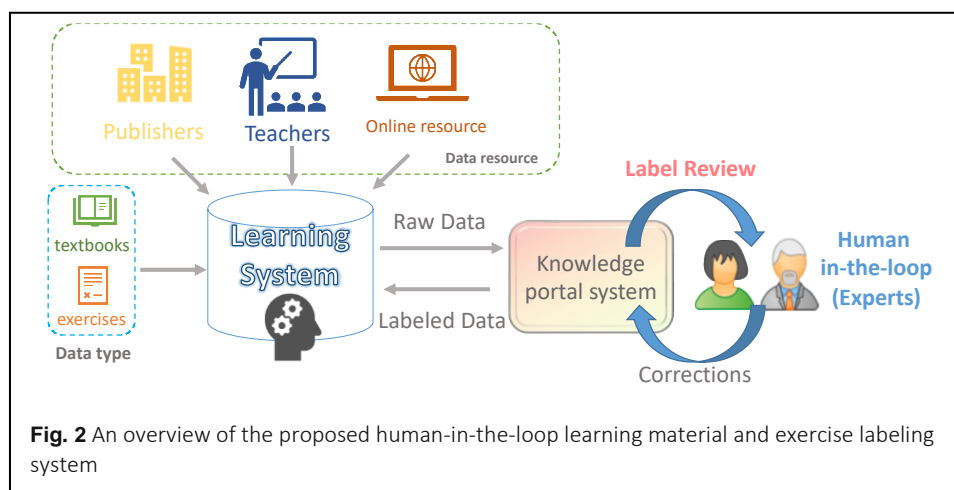 Publishers
Teachers
Online resource
Data resource
textbooks
exercises
Data type
Learning
System
Raw Data
Labeled Data
Knowledge
portal system
Label Review
Human
in-the-loop
(Experts)
Corrections
Fig. 2 An overview of the proposed human-in-the-loop learning material and exercise labeling
system